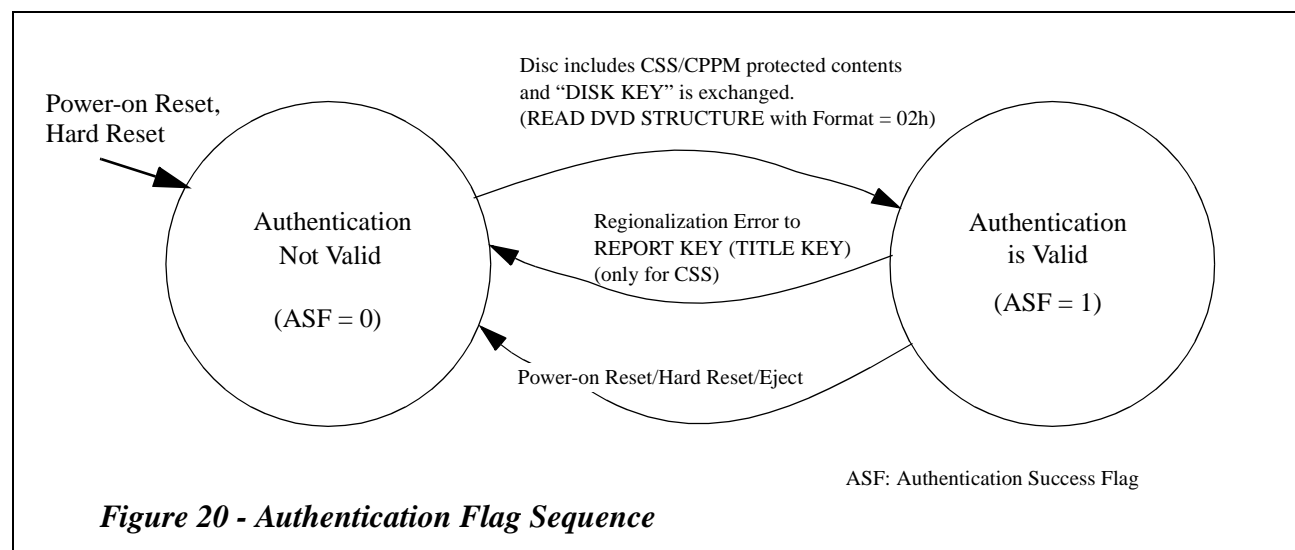 Disc includes CSS/CPPM protected contents
and “DISK KEY” is exchanged.
(READ DVD STRUCTURE with Format = 02h)
Power-on Reset,
Hard Reset
Authentication
Not Valid
(ASF = 0)
Regionalization Error to
REPORT KEY (TITLE KEY)
(only for CSS)
Authentication
is Valid
(ASF = 1)
Power-on Reset/Hard Reset/Eject
ASF: Authentication Success Flag
Figure 20 - Authentication Flag Sequence